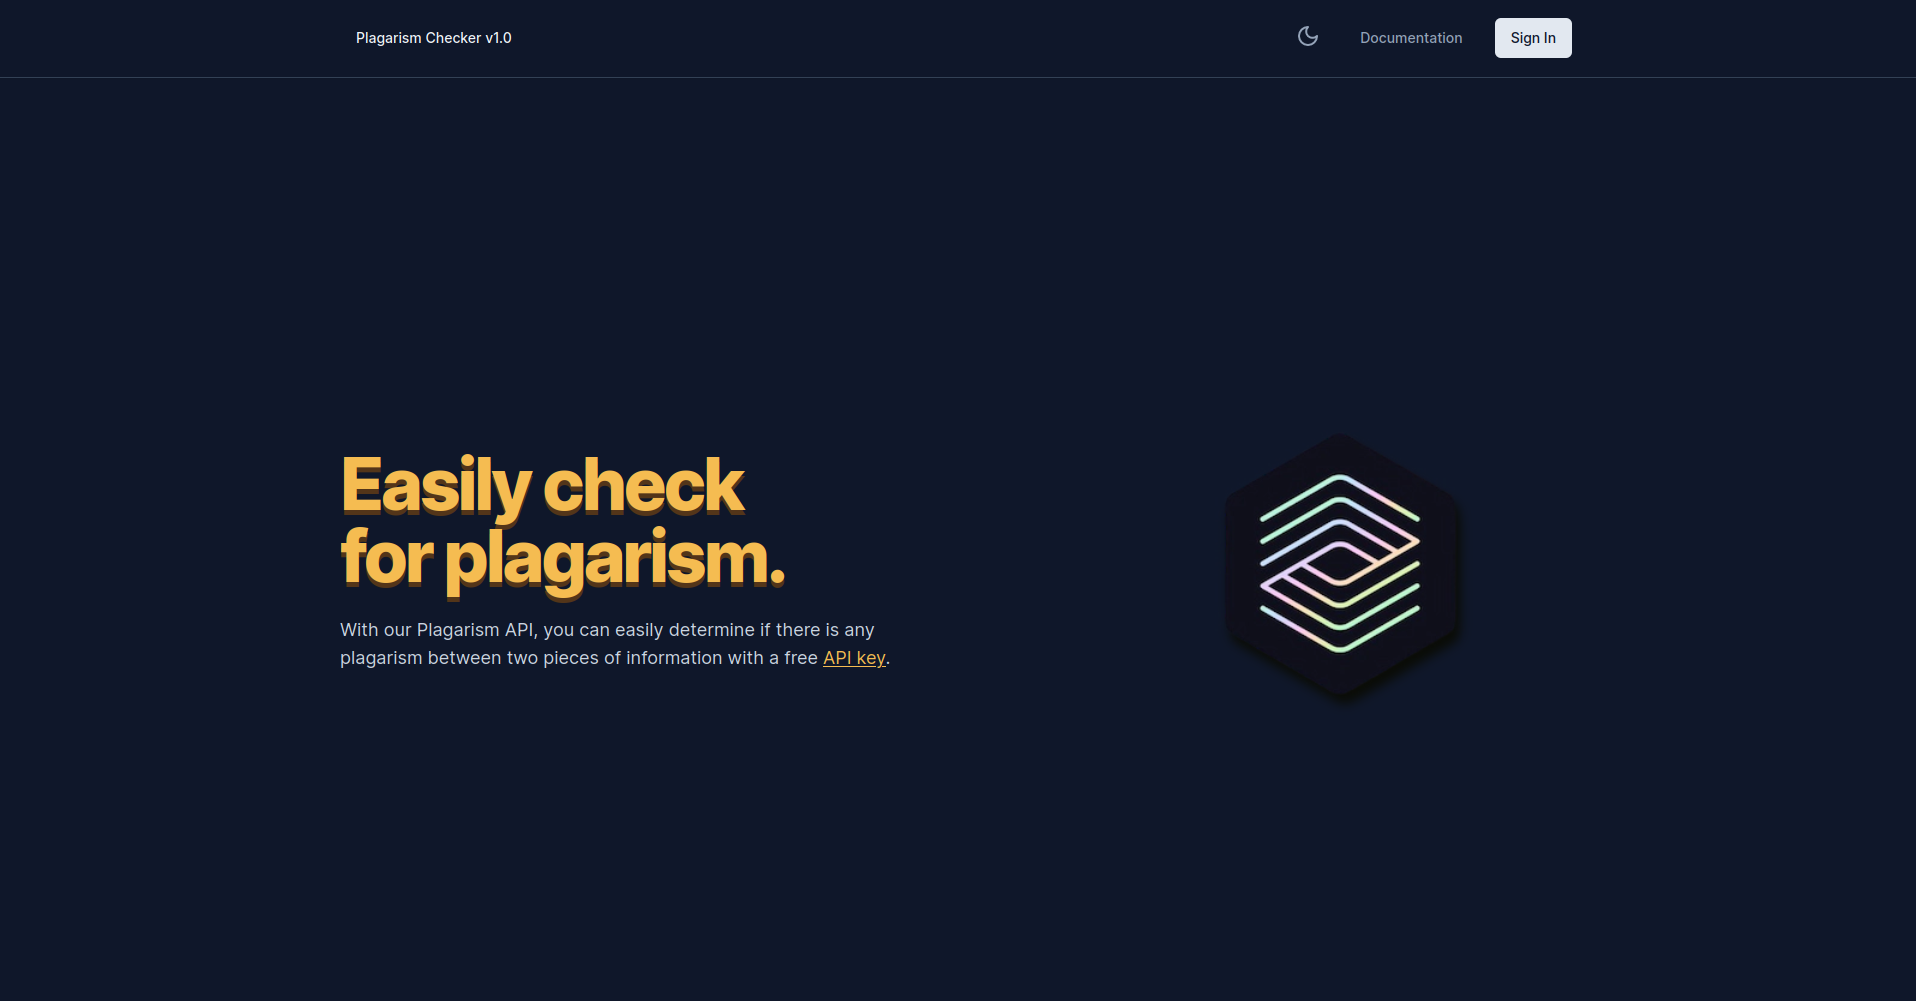 Plagarism Checker v1.0
Documentation
Sign In
Easily check
for plagarism.
With our Plagarism API, you can easily determine if there is any
plagarism between two pieces of information with a free API key.